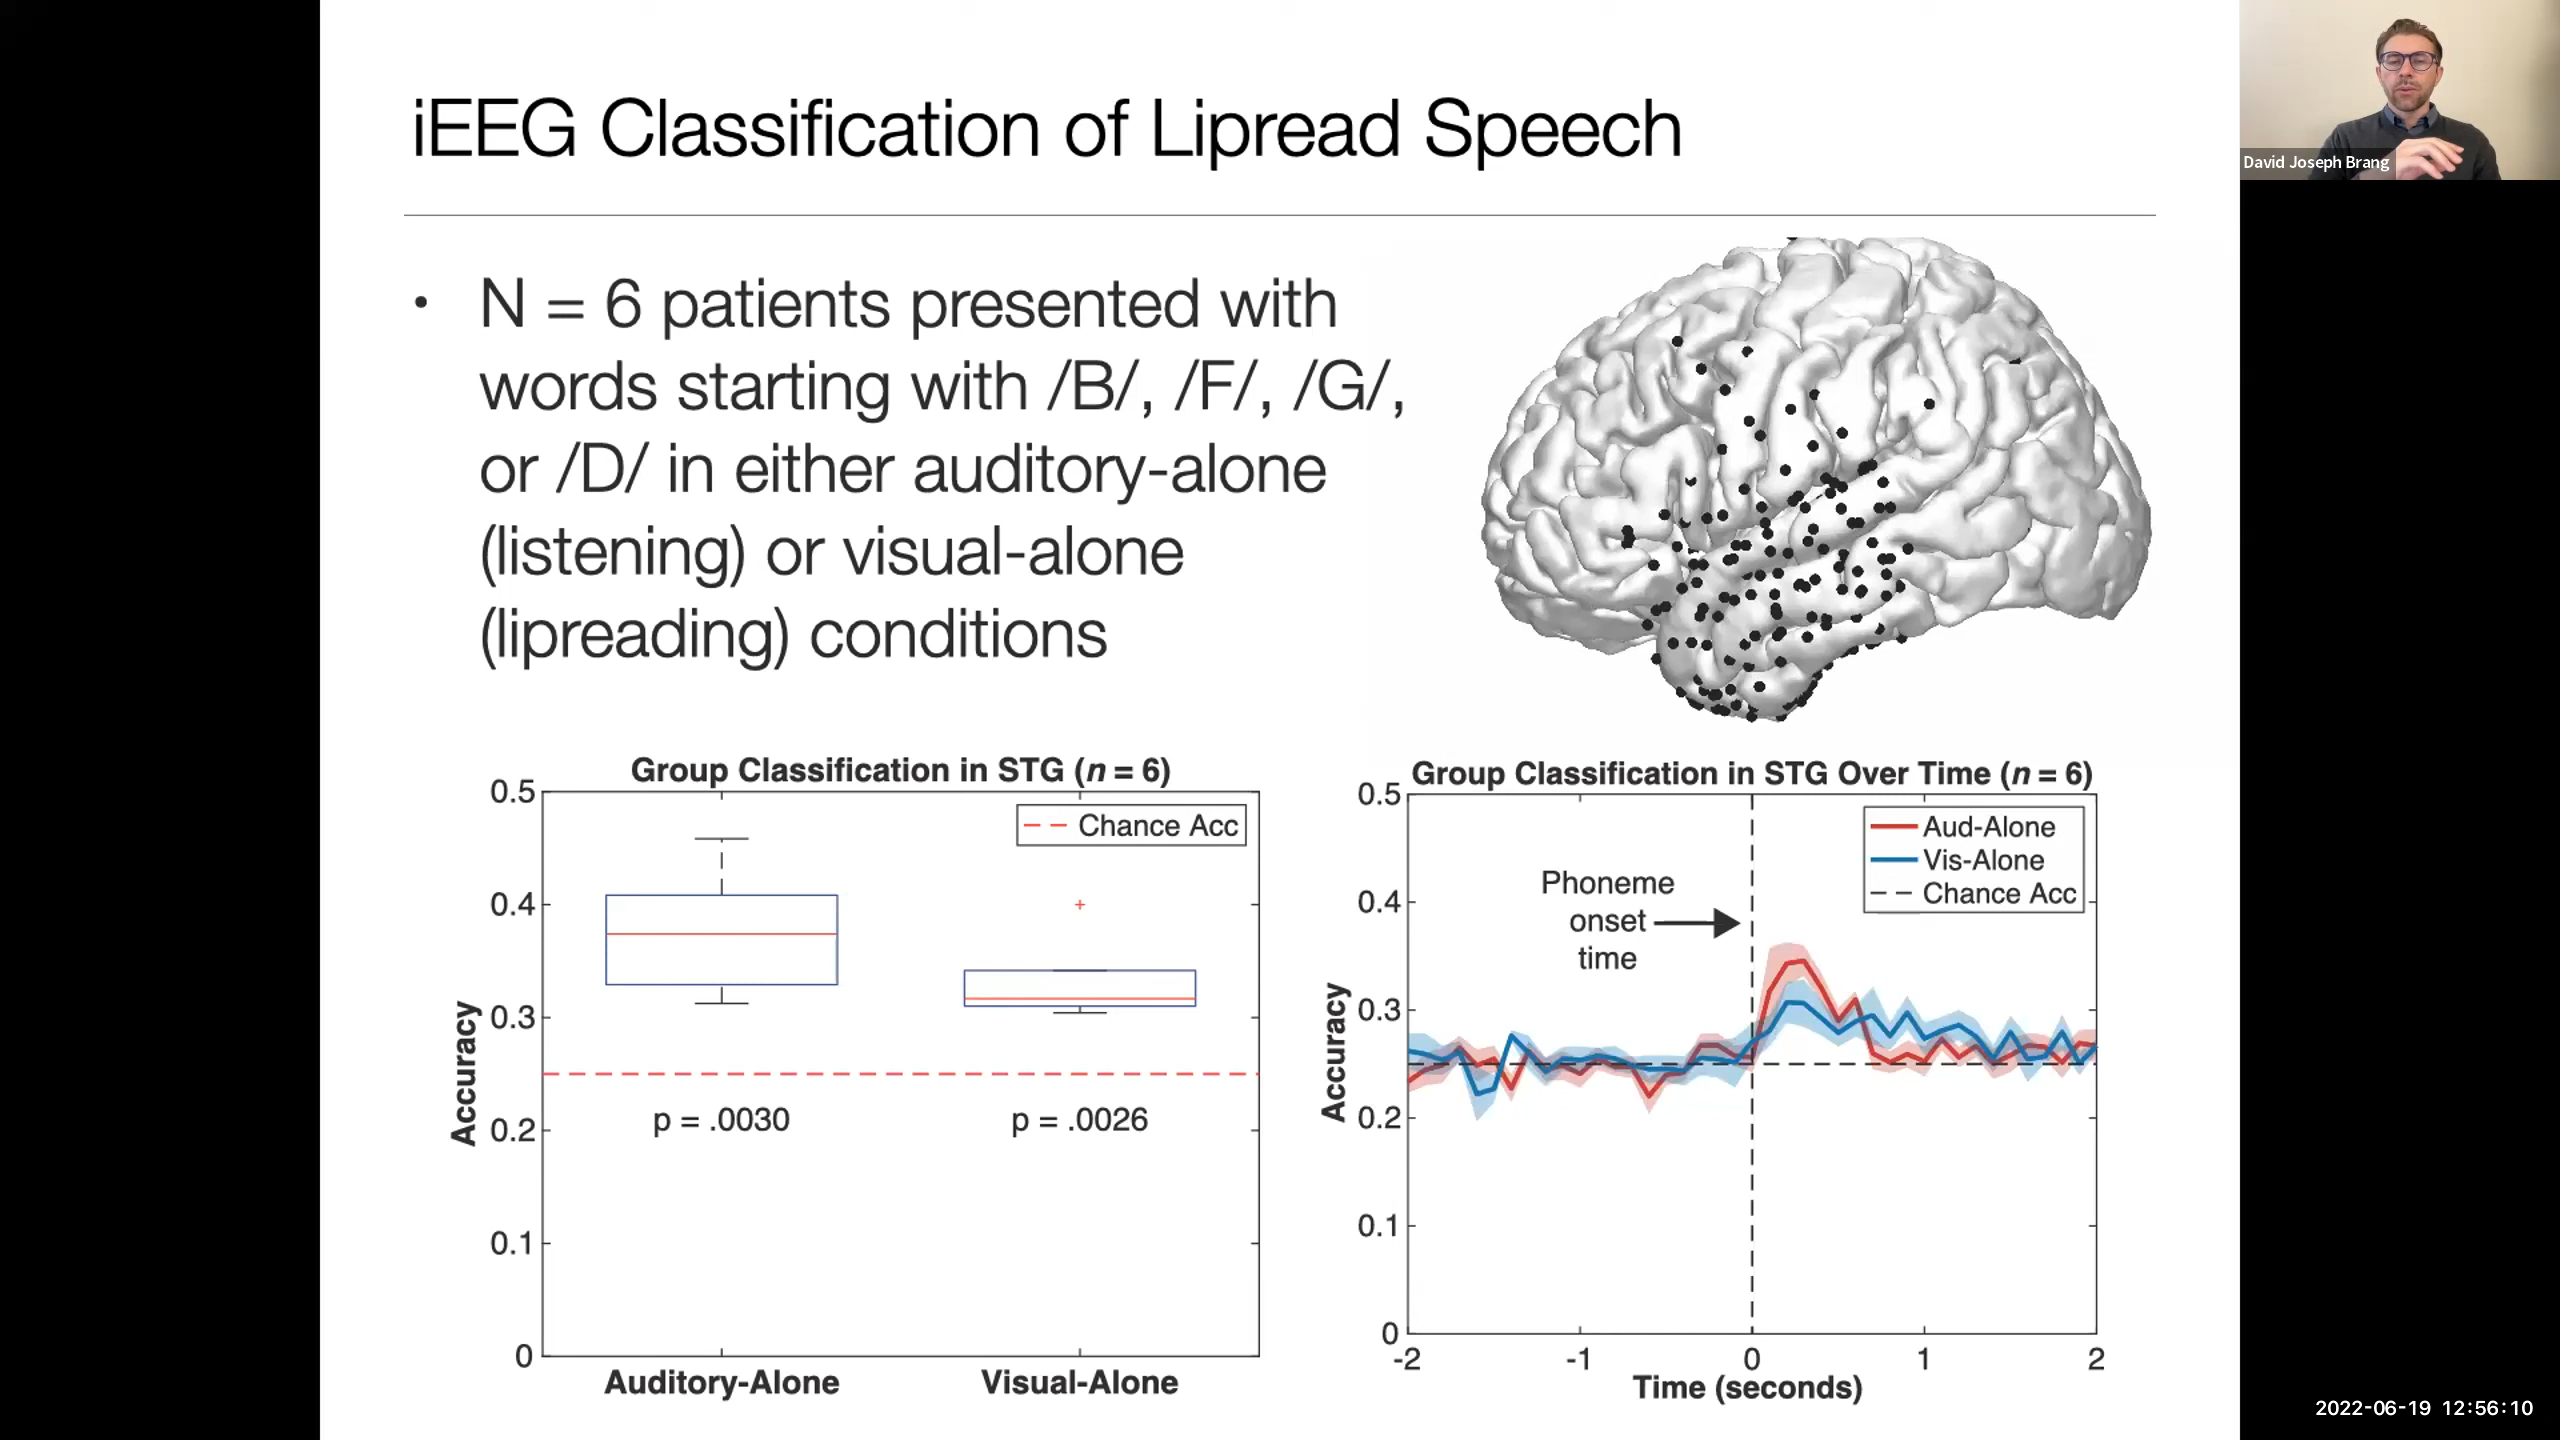 iEEG Classification of Lipread Speech
David Joseph Brang
• N = 6 patients presented with
words starting with /B/, /F/, /G/,
or /D/ in either auditory-alone
(listening) or visual-alone
(lipreading) conditions
Group Classification in STG (n = 6)
0.5
0.4
0.3
0.2
0.1
0
Accuracy
Chance Acc
p = .0030
p = .0026
Auditory-Alone
Visual-Alone
Group Classification in STG Over Time (n = 6)
0.5
0.4
0.3
0.2
0.1
0
Accuracy
Aud-Alone
Vis-Alone
Chance Acc
Phoneme
onset
time
-2
-1
0
1
2
Time (seconds)
2022-06-19 12:56:10